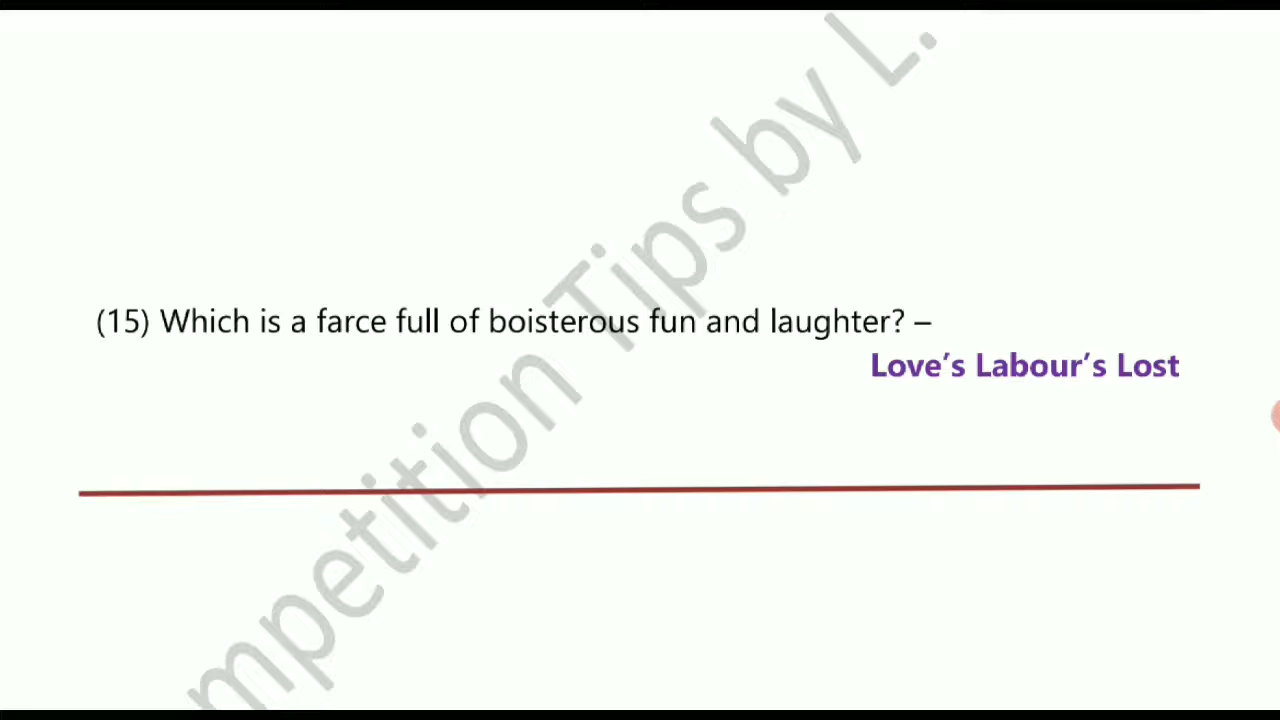 mpetition Tips by L.
(15) Which is a farce full of boisterous fun and laughter? –
Love’s Labour’s Lost